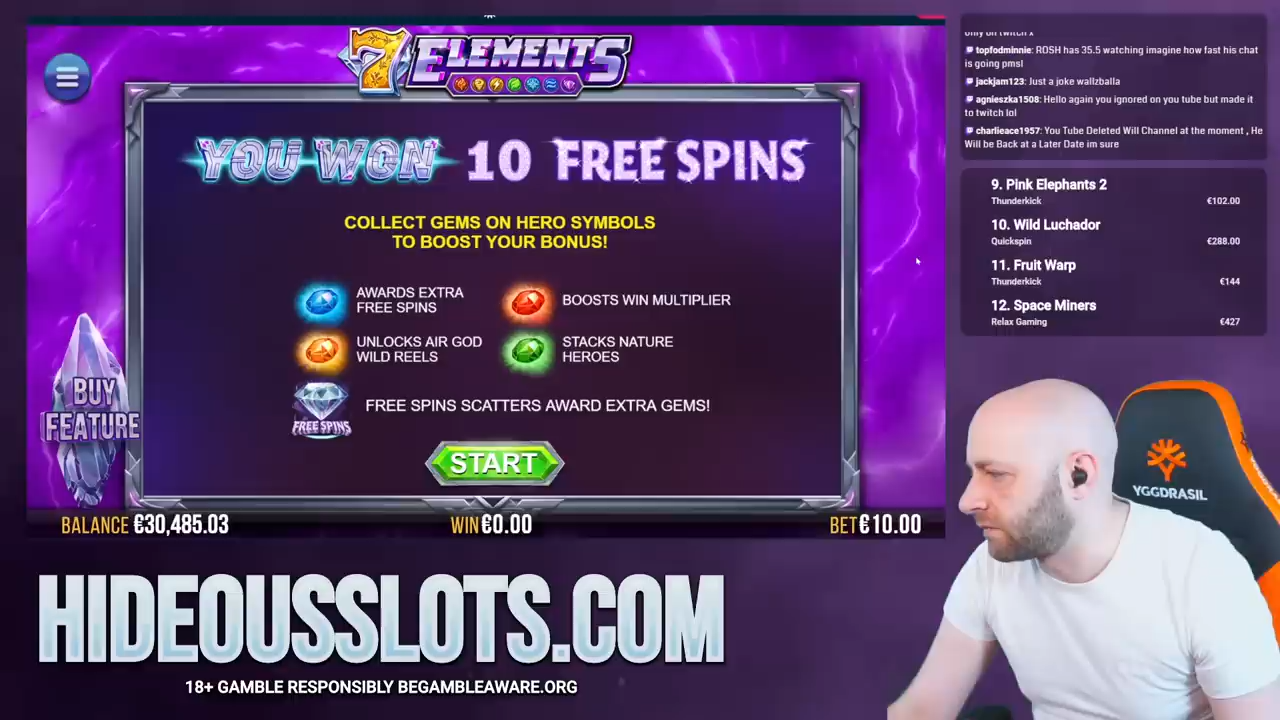 7 ELEMENTS
YOU WON 10 FREE SPINS
COLLECT GEMS ON HERO SYMBOLS
TO BOOST YOUR BONUS!
AWARDS EXTRA
FREE SPINS
BOOSTS WIN MULTIPLIER
UNLOCKS AIR GOD
WILD REELS
STACKS NATURE
HEROES
FREE SPINS
FREE SPINS SCATTERS AWARD EXTRA GEMS!
START
BUY
FEATURE
BALANCE €30,485.03
WIN €0.00
BET €10.00
HIDEOUSSLOTS.COM
18+ GAMBLE RESPONSIBLY BEGAMBLEAWARE.ORG
only on twitch x
topfodminnie: ROSH has 35.5 watching imagine how fast his chat
is going pmsl
jackjam123: Just a joke wallzballa
agnieszka1508: Hello again you ignored on you tube but made it
to twitch lol
charlieace1957: You Tube Deleted Will Channel at the moment , He
Will be Back at a Later Date im sure
9. Pink Elephants 2
Thunderkick €102.00
10. Wild Luchador
Quickspin €288.00
11. Fruit Warp
Thunderkick €144
12. Space Miners
Relax Gaming €427
YGGDRASIL